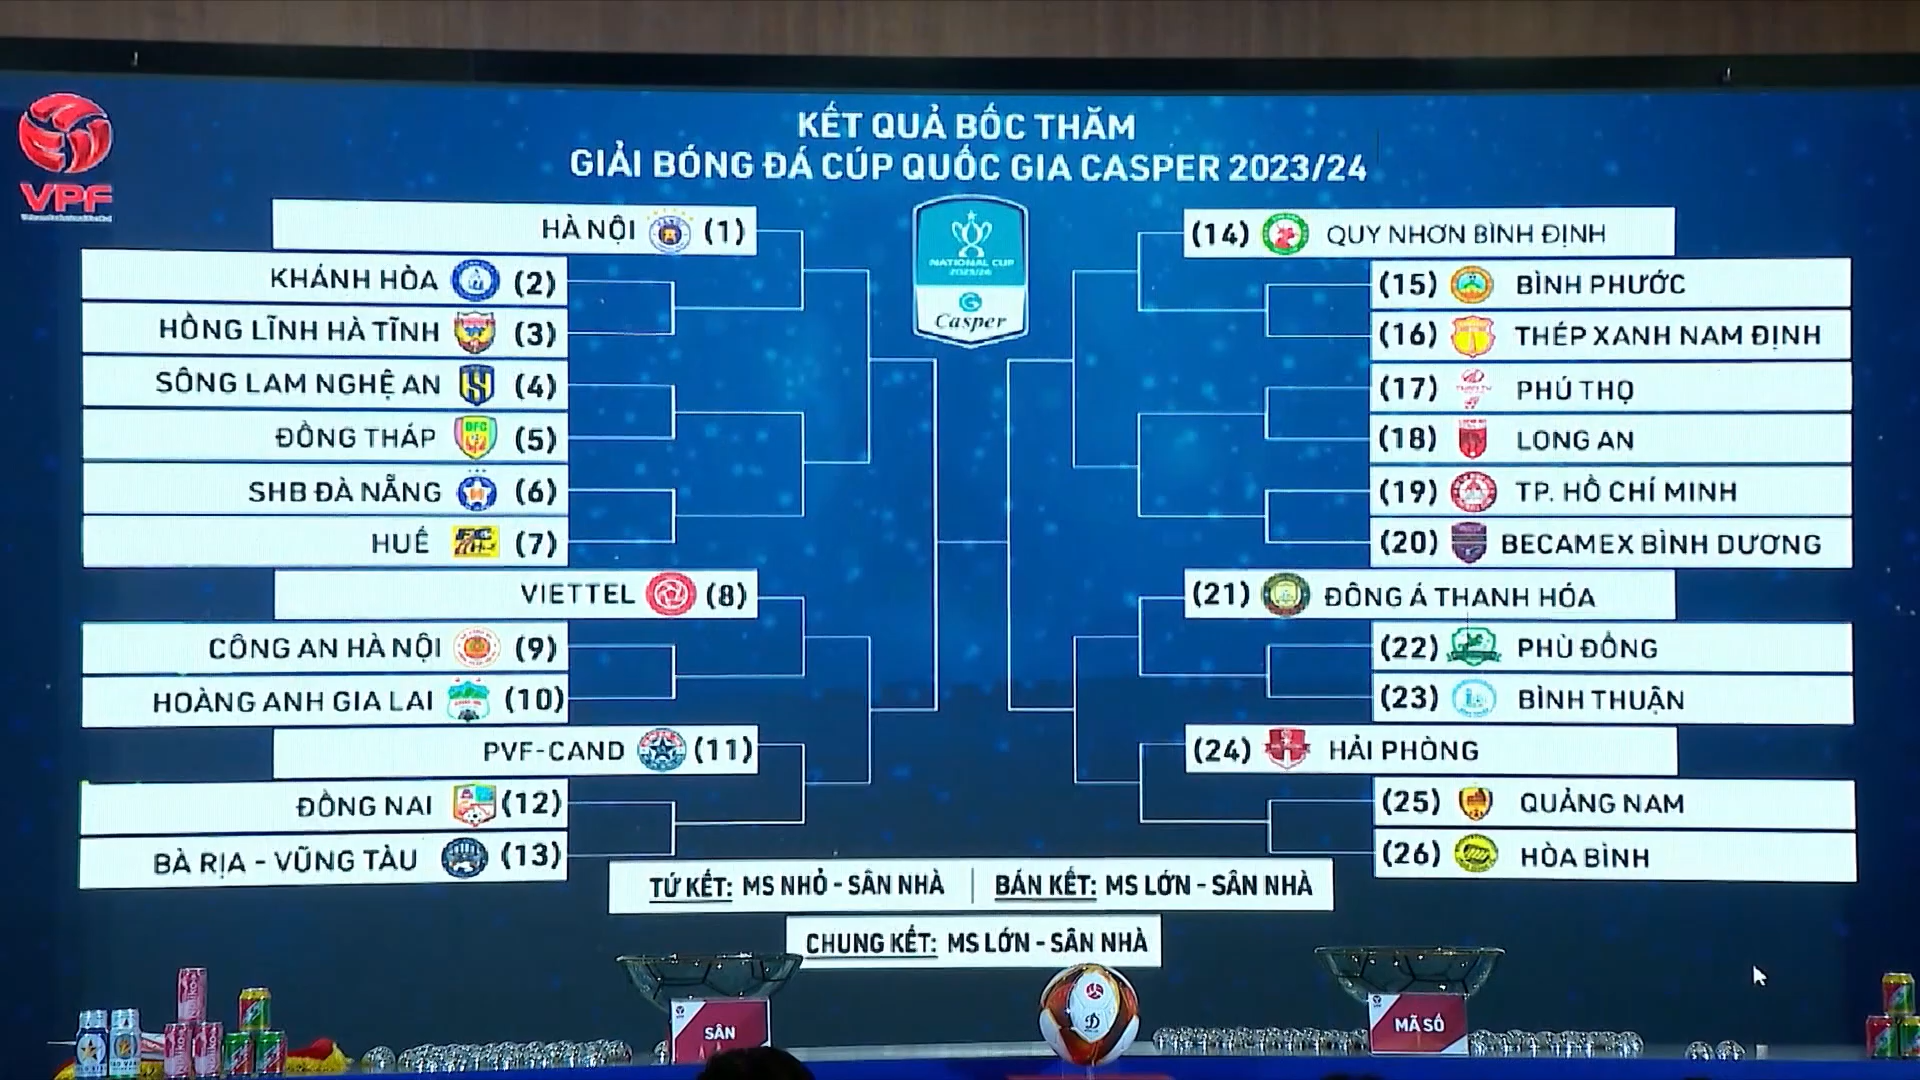 VPF
KẾT QUẢ BỐC THĂM
GIẢI BÓNG ĐÁ CÚP QUỐC GIA CASPER 2023/24
NATIONAL CUP
2023/24
Casper
HÀ NỘI (1)
KHÁNH HÒA (2)
HỒNG LĨNH HÀ TĨNH (3)
SÔNG LAM NGHỆ AN (4)
ĐỒNG THÁP (5)
SHB ĐÀ NẴNG (6)
HUẾ (7)
VIETTEL (8)
CÔNG AN HÀ NỘI (9)
HOÀNG ANH GIA LAI (10)
PVF-CAND (11)
ĐỒNG NAI (12)
BÀ RỊA - VŨNG TÀU (13)
(14) QUY NHƠN BÌNH ĐỊNH
(15) BÌNH PHƯỚC
(16) THÉP XANH NAM ĐỊNH
(17) PHÚ THỌ
(18) LONG AN
(19) TP. HỒ CHÍ MINH
(20) BECAMEX BÌNH DƯƠNG
(21) ĐÔNG Á THANH HÓA
(22) PHÙ ĐỔNG
(23) BÌNH THUẬN
(24) HẢI PHÒNG
(25) QUẢNG NAM
(26) HÒA BÌNH
TỨ KẾT: MS NHỎ - SÂN NHÀ | BÁN KẾT: MS LỚN - SÂN NHÀ
CHUNG KẾT: MS LỚN - SÂN NHÀ
SÂN
MÃ SỐ